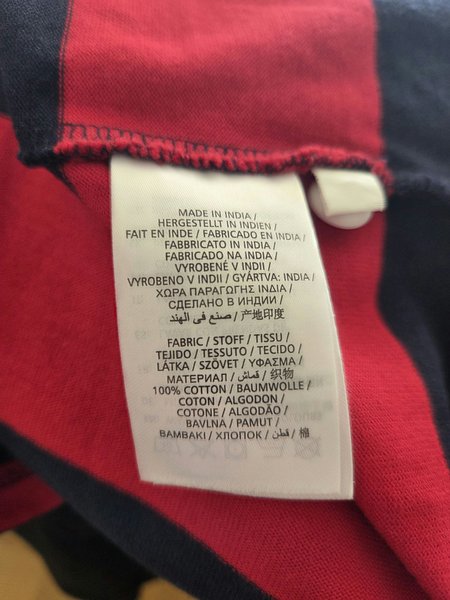 MADE IN INDIA /
HERGESTELLT IN INDIEN /
FAIT EN INDE / FABRICADO EN INDIA /
FABBRICATO IN INDIA /
FABRICADO NA INDIA /
VYROBENÉ V INDII /
VYROBENO V INDII / GYÁRTVA: INDIA /
ΧΩΡΑ ΠΑΡΑΓΩΓΗΣ ΙΝΔΙΑ /
СДЕЛАНО В ИНДИИ /
صنع في الهند / 产地印度
FABRIC / STOFF / TISSU /
TEJIDO / TESSUTO / TECIDO /
LÁTKA / SZÖVET / ΥΦΑΣΜΑ /
МАТЕРИАЛ / قماش / 织物
100% COTTON / BAUMWOLLE /
COTON / ALGODON /
COTONE / ALGODÃO /
BAVLNA / PAMUT /
BAMBAKI / ХЛОПОК / قطن / 棉